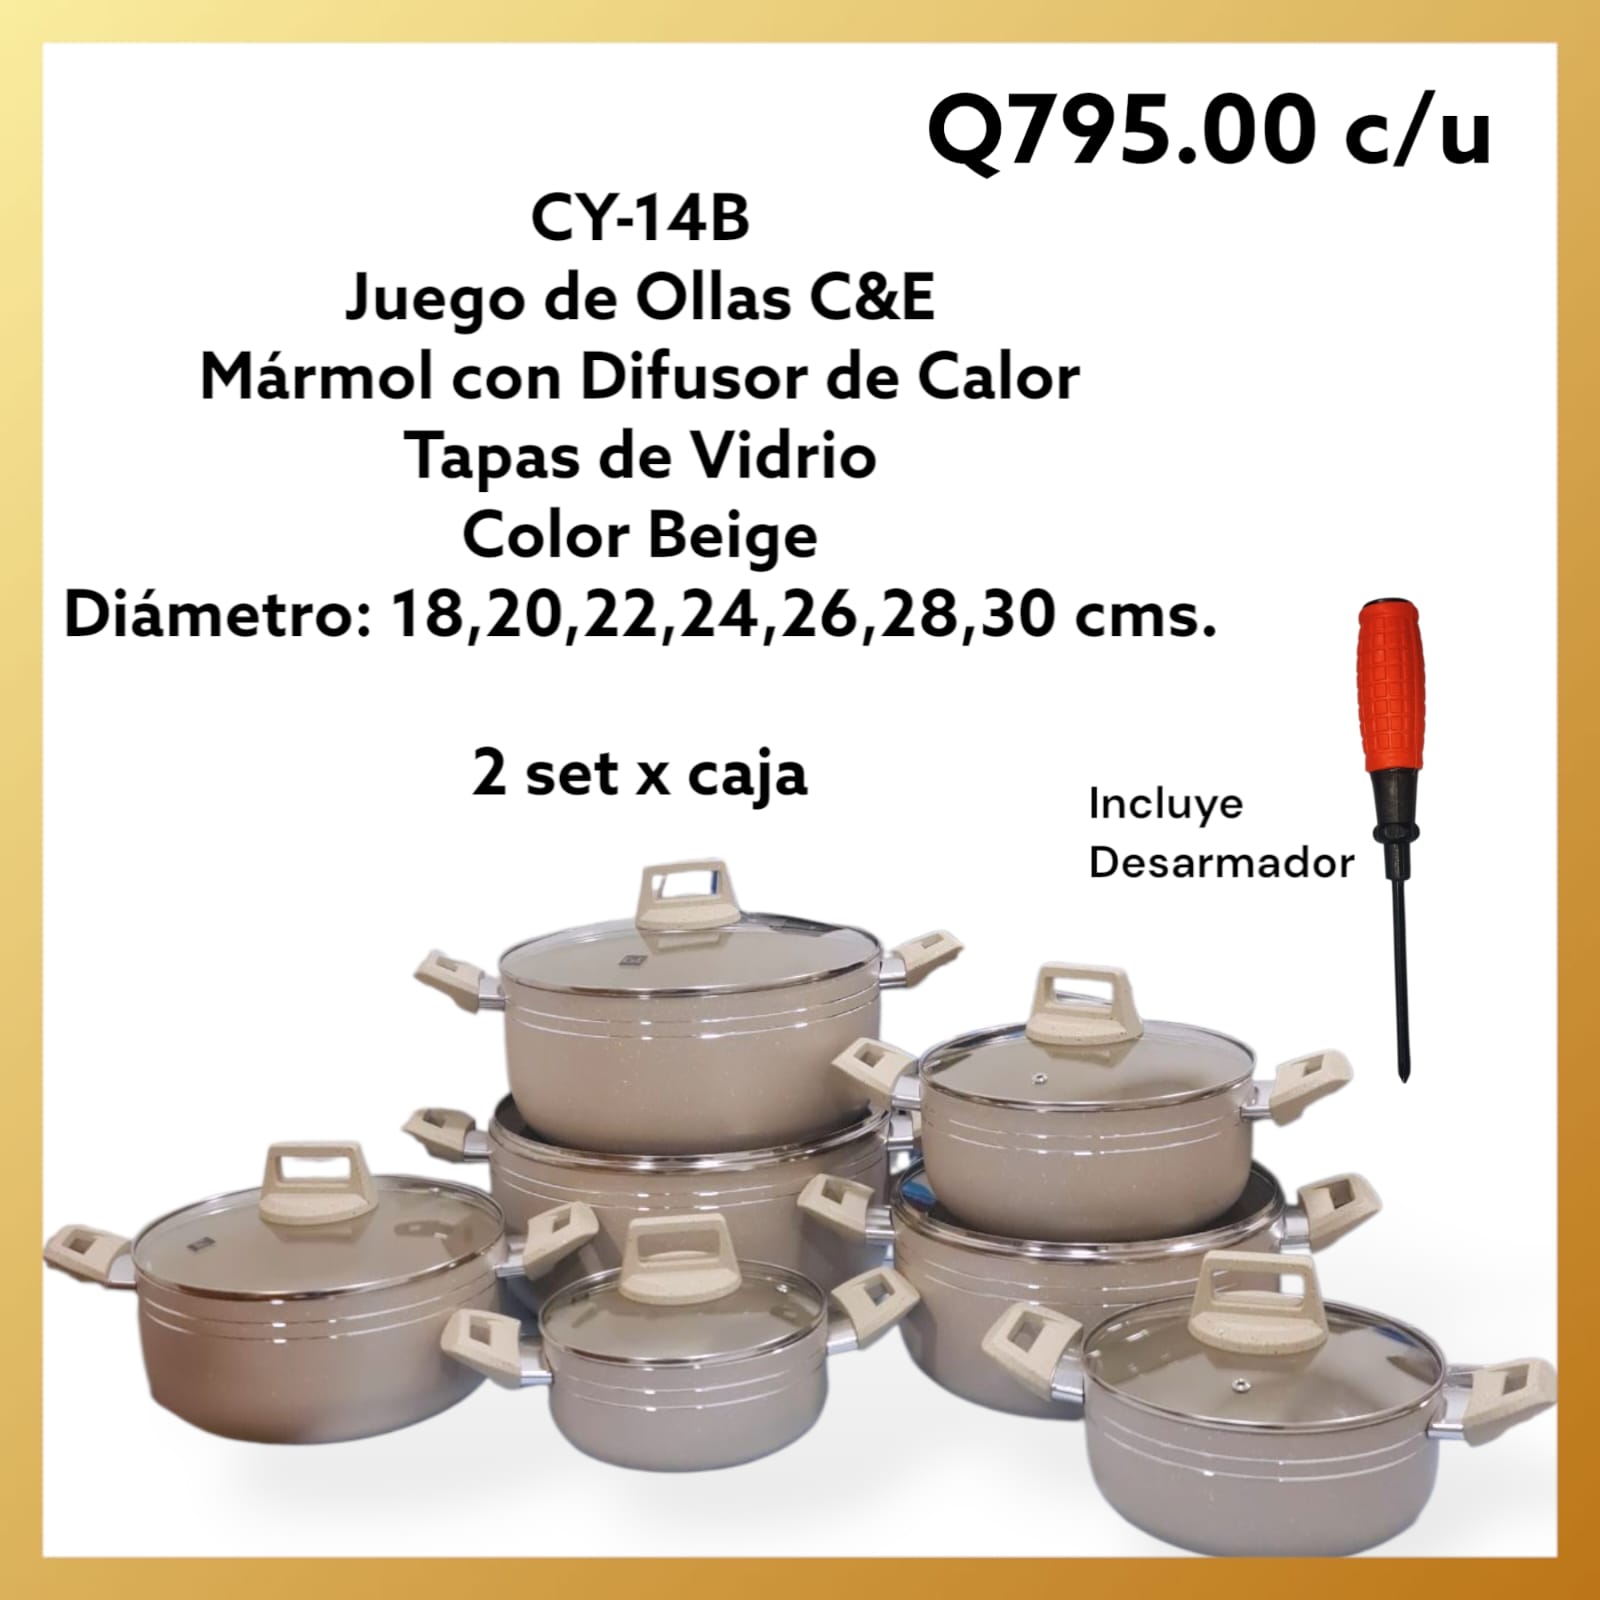 Q795.00 c/u
CY-14B
Juego de Ollas C&E
Mármol con Difusor de Calor
Tapas de Vidrio
Color Beige
Diámetro: 18,20,22,24,26,28,30 cms.
2 set x caja
Incluye
Desarmador